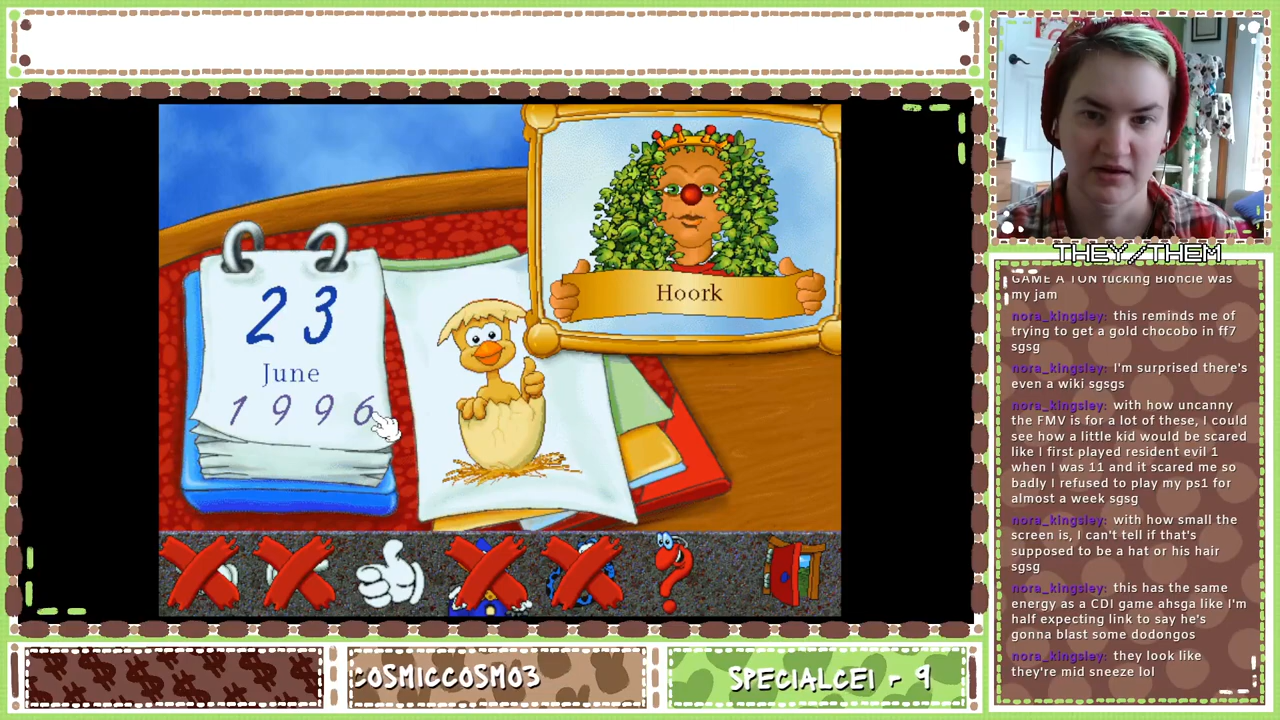 23
June
1996
Hoork
THEY/THEM
GAME A TON fucking Bioncie was
my jam
nora_kingsley: this reminds me of
trying to get a gold chocobo in ff7
sgsg
nora_kingsley: I'm surprised there's
even a wiki sgsgs
nora_kingsley: with how uncanny
the FMV is for a lot of these, I could
see how a little kid would be scared
like I first played resident evil 1
when I was 11 and it scared me so
badly I refused to play my ps1 for
almost a week sgsg
nora_kingsley: with how small the
screen is, I can't tell if that's
supposed to be a hat or his hair
sgsg
nora_kingsley: this has the same
energy as a CDI game ahsga like I'm
half expecting link to say he's
gonna blast some dodongos
nora_kingsley: they look like
they're mid sneeze lol
COSMICCOSMO3
SPECIALCEI - 9